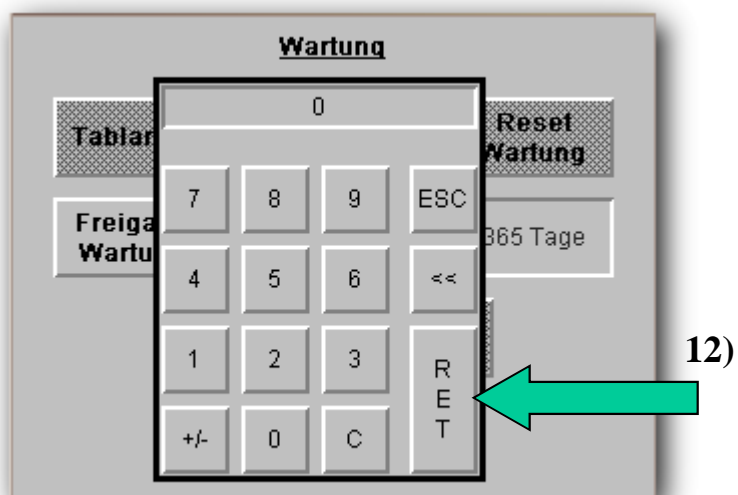 Wartung
0
Tablar
Reset
Wartung
7 8 9 ESC
Freiga
Wartu
365 Tage
4 5 6 <<
1 2 3 RET
12)
+/- 0 C